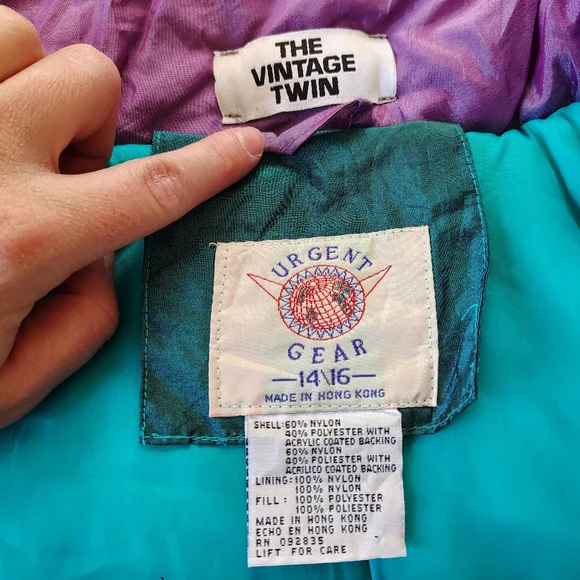 THE
VINTAGE
TWIN
URGENT
GEAR
—14\16—
MADE IN HONG KONG
SHELL:60% NYLON
40% POLYESTER WITH
ACRYLIC COATED BACKING
60% NYLON
40% POLIESTER WITH
ACRILICO COATED BACKING
LINING:100% NYLON
100% NYLON
FILL : 100% POLYESTER
100% POLIESTER
MADE IN HONG KONG
ECHO EN HONG KONG
RN 092835
LIFT FOR CARE